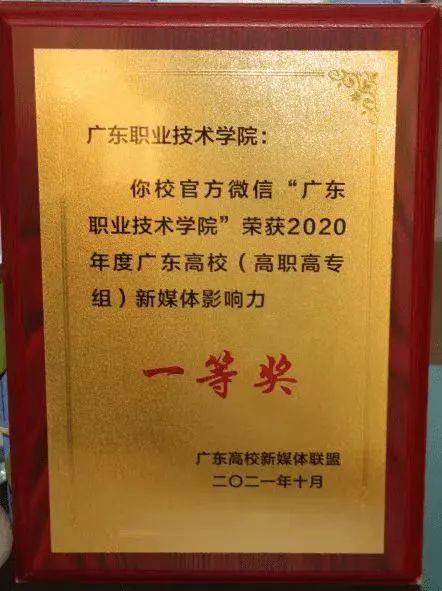 广东职业技术学院：
你校官方微信“广东
职业技术学院”荣获2020
年度广东高校（高职高专
组）新媒体影响力
一等奖
广东高校新媒体联盟
二〇二一年十月